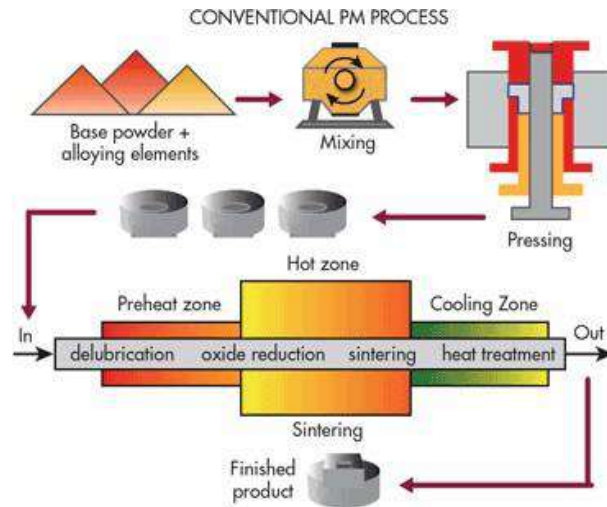 CONVENTIONAL PM PROCESS
Base powder +
alloying elements
Mixing
Pressing
Hot zone
Preheat zone
Cooling Zone
In
Out
delubrication oxide reduction sintering heat treatment
Sintering
Finished
product